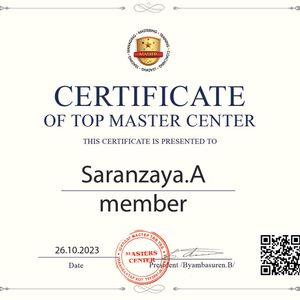 MASTER
CERTIFICATE
OF TOP MASTER CENTER
THIS CERTIFICATE IS PRESENTED TO
Saranzaya.A
member
26.10.2023
Date
President /Byambasuren.B/
MASTERS
CENTER